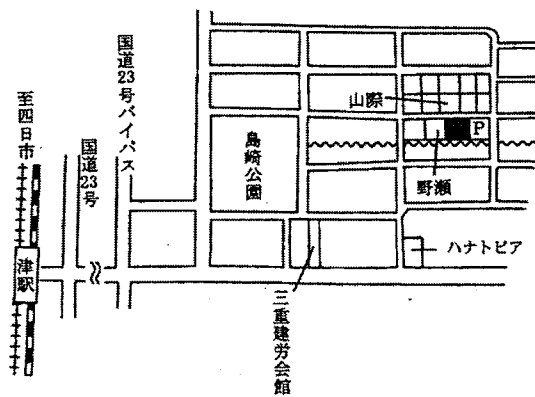 至四日市
国道23号
国道23号バイパス
島崎公園
山際
P
野瀬
ハナトピア
津駅
三重建労会館